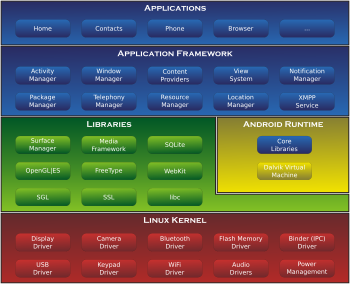 APPLICATIONS
Home
Contacts
Phone
Browser
...
APPLICATION FRAMEWORK
Activity
Manager
Window
Manager
Content
Providers
View
System
Notification
Manager
Package
Manager
Telephony
Manager
Resource
Manager
Location
Manager
XMPP
Service
LIBRARIES
Surface
Manager
Media
Framework
SQLite
OpenGL|ES
FreeType
WebKit
SGL
SSL
libc
ANDROID RUNTIME
Core
Libraries
Dalvik Virtual
Machine
LINUX KERNEL
Display
Driver
Camera
Driver
Bluetooth
Driver
Flash Memory
Driver
Binder (IPC)
Driver
USB
Driver
Keypad
Driver
WiFi
Driver
Audio
Drivers
Power
Management